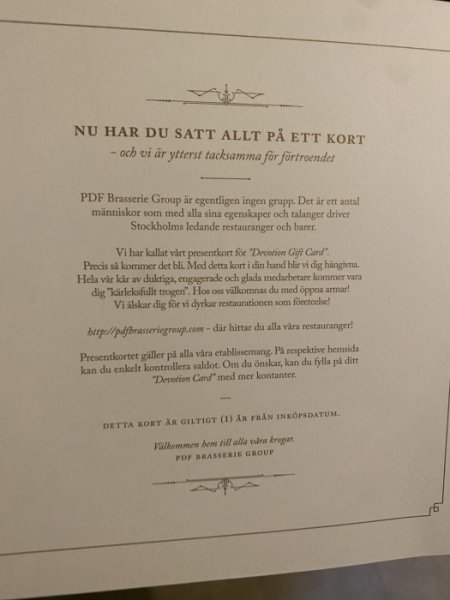 NU HAR DU SATT ALLT PÅ ETT KORT
– och vi är ytterst tacksamma för förtroendet
PDF Brasserie Group är egentligen ingen grupp. Det är ett antal
människor som med alla sina egenskaper och talanger driver
Stockholms ledande restauranger och barer.
Vi har kallat vårt presentkort för "Devotion Gift Card".
Precis så kommer det bli. Med detta kort i din hand blir vi dig hängivna.
Hela vår kår av duktiga, engagerade och glada medarbetare kommer vara
dig "kärleksfullt trogen". Hos oss välkomnas du med öppna armar!
Vi älskar dig för vi dyrkar restaurationen som företeelse!
http://pdfbrasseriegroup.com – där hittar du alla våra restauranger!
Presentkortet gäller på alla våra etablissemang. På respektive hemsida
kan du enkelt kontrollera saldot. Om du önskar, kan du fylla på ditt
"Devotion Card" med mer kontanter.
DETTA KORT ÄR GILTIGT (1) ÅR FRÅN INKÖPSDATUM.
Välkommen hem till alla våra krogar.
PDF BRASSERIE GROUP